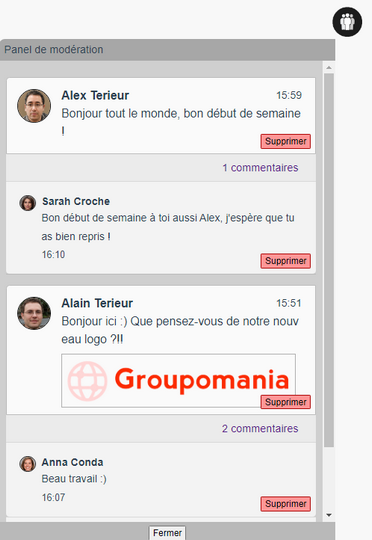 Panel de modération
Alex Terieur
15:59
Bonjour tout le monde, bon début de semaine
!
Supprimer
1 commentaires
Sarah Croche
Bon début de semaine à toi aussi Alex, j'espère que tu
as bien repris !
16:10
Supprimer
Alain Terieur
15:51
Bonjour ici :) Que pensez-vous de notre nouv
eau logo ?!!
Groupomania
Supprimer
2 commentaires
Anna Conda
Beau travail :)
16:07
Supprimer
Fermer